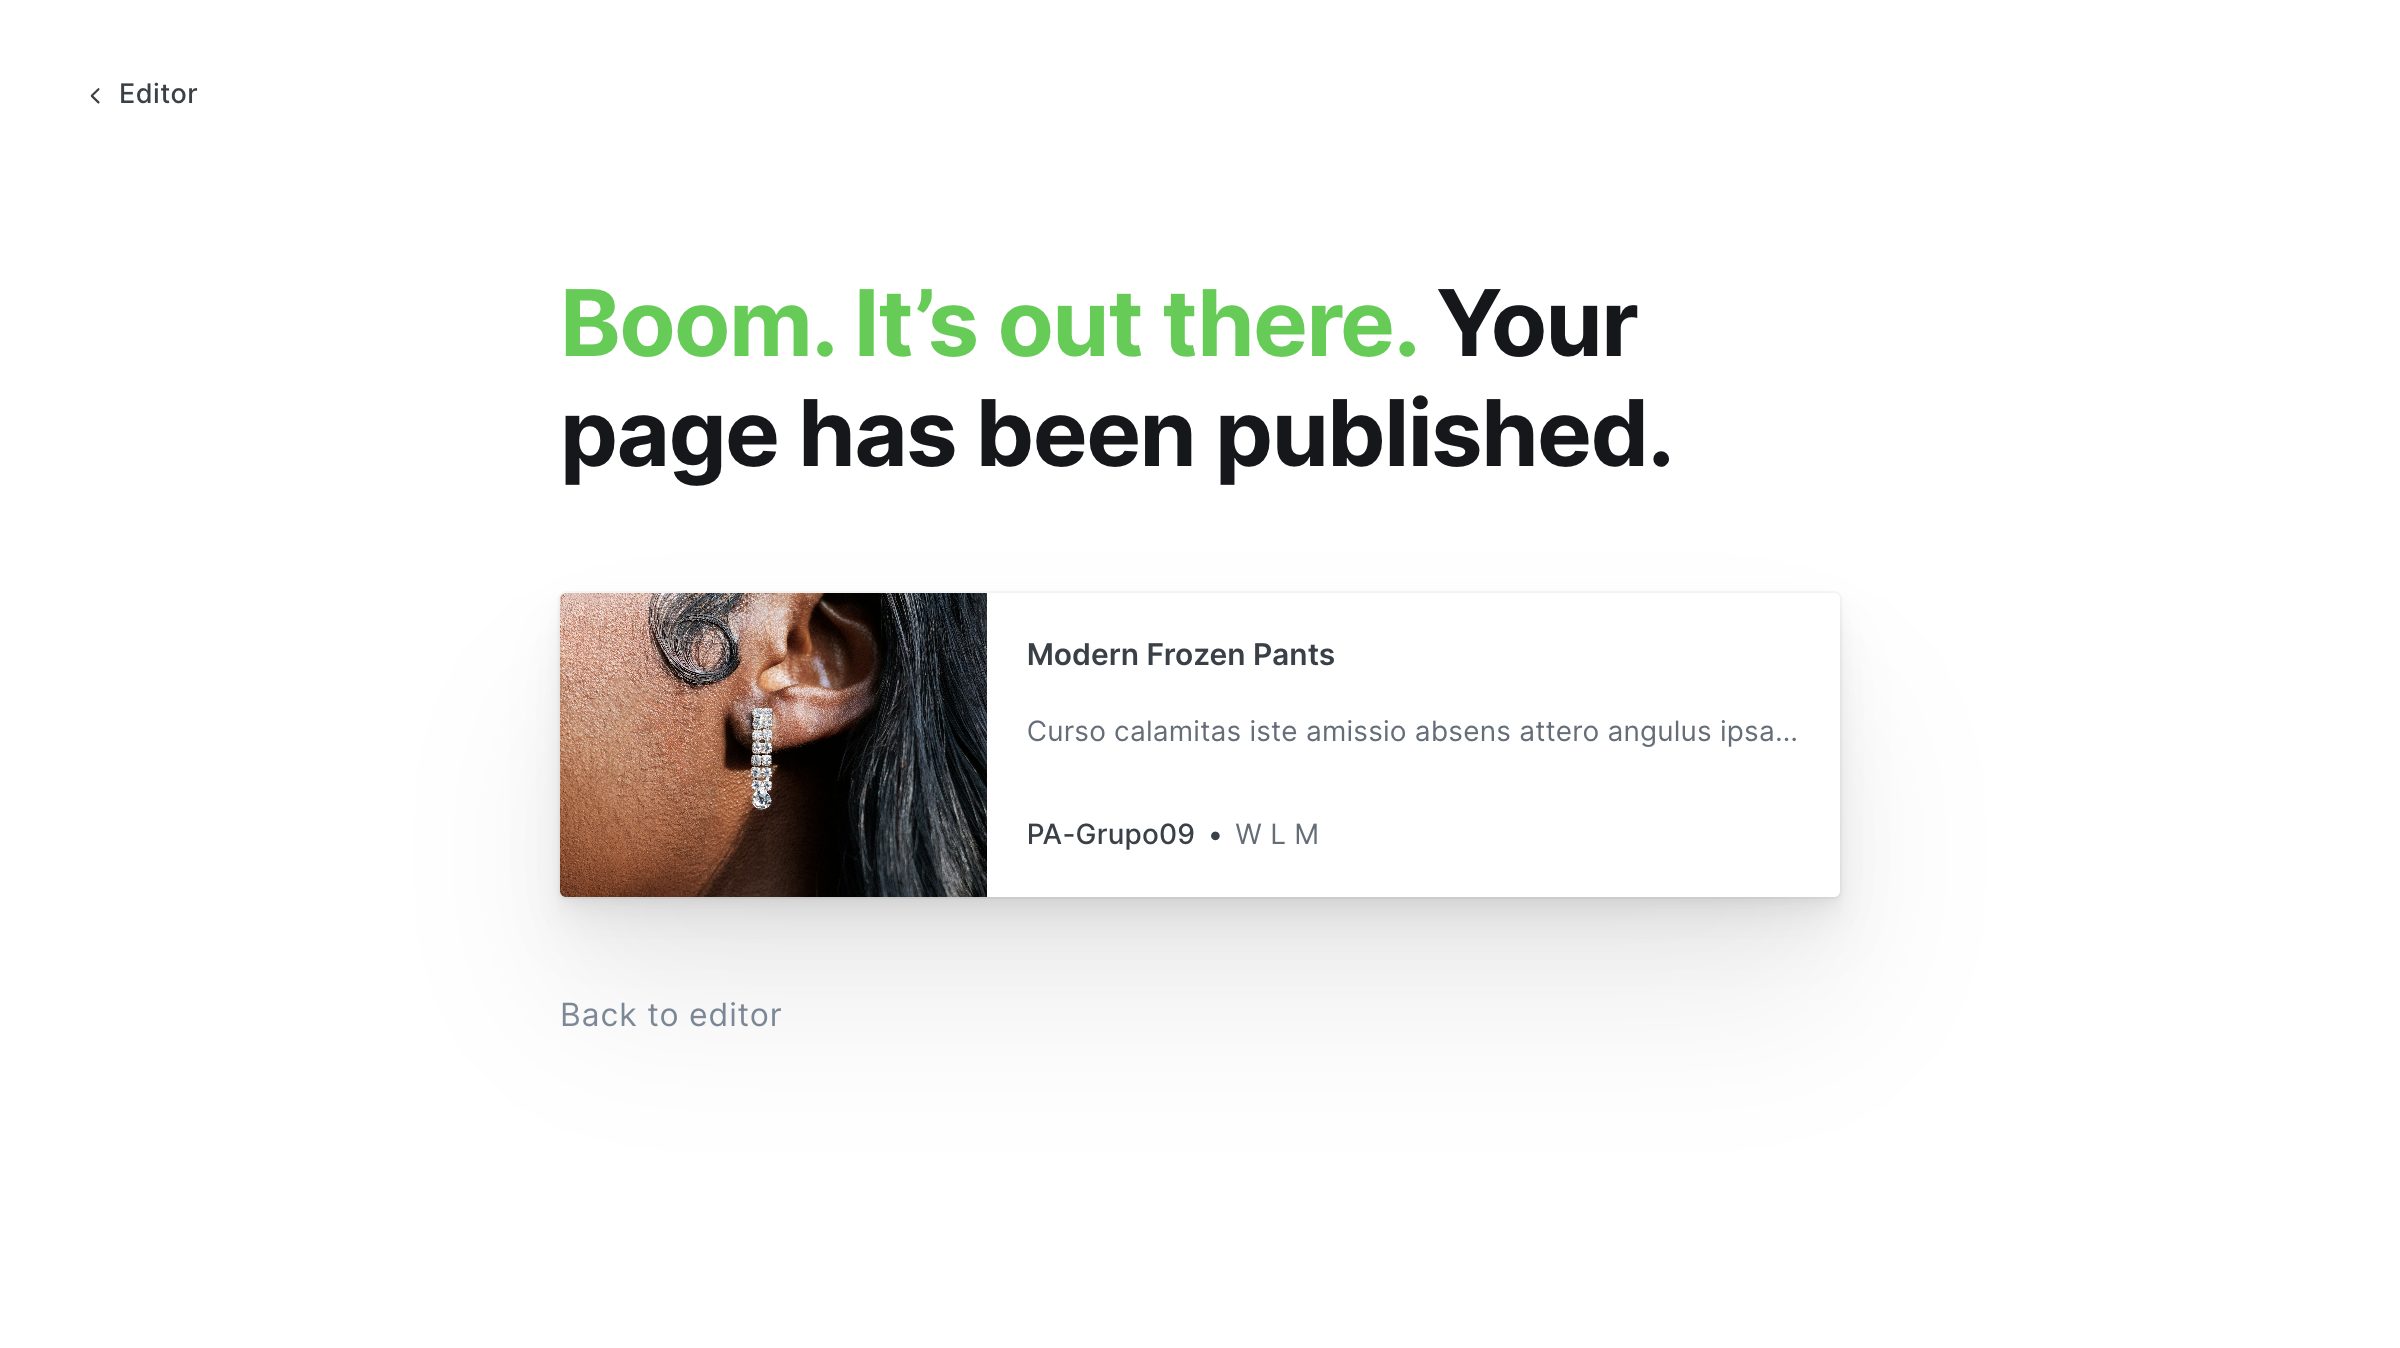 Editor
Boom. It’s out there. Your
page has been published.
Modern Frozen Pants
Curso calamitas iste amissio absens attero angulus ipsa...
PA-Grupo09 • W L M
Back to editor